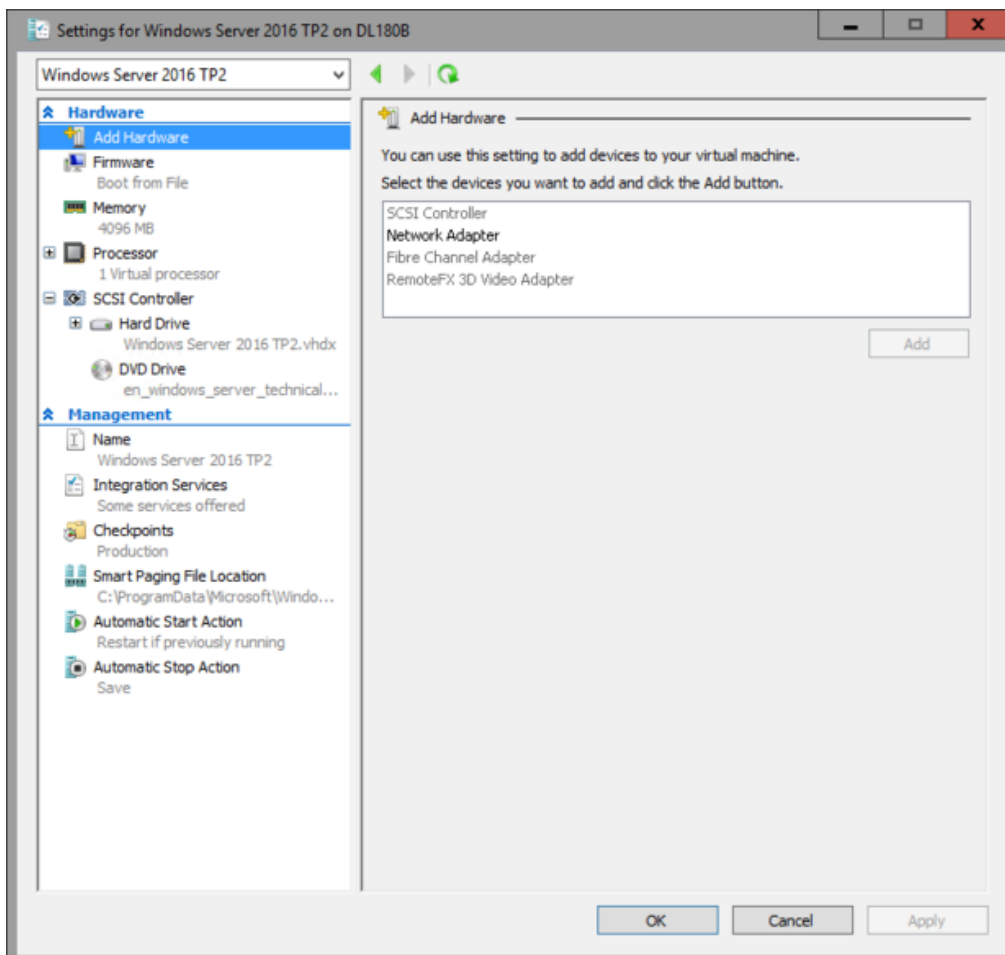 Settings for Windows Server 2016 TP2 on DL180B
Windows Server 2016 TP2
Hardware
Add Hardware
Firmware
Boot from File
Memory
4096 MB
Processor
1 Virtual processor
SCSI Controller
Hard Drive
Windows Server 2016 TP2.vhdx
DVD Drive
en_windows_server_technical...
Management
Name
Windows Server 2016 TP2
Integration Services
Some services offered
Checkpoints
Production
Smart Paging File Location
C:\ProgramData\Microsoft\Windo...
Automatic Start Action
Restart if previously running
Automatic Stop Action
Save
Add Hardware
You can use this setting to add devices to your virtual machine.
Select the devices you want to add and click the Add button.
SCSI Controller
Network Adapter
Fibre Channel Adapter
RemoteFX 3D Video Adapter
Add
OK
Cancel
Apply